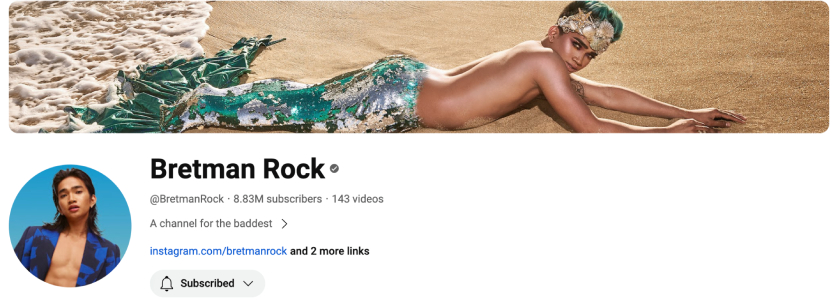 Bretman Rock
@BretmanRock · 8.83M subscribers · 143 videos
A channel for the baddest
instagram.com/bretmanrock and 2 more links
Subscribed